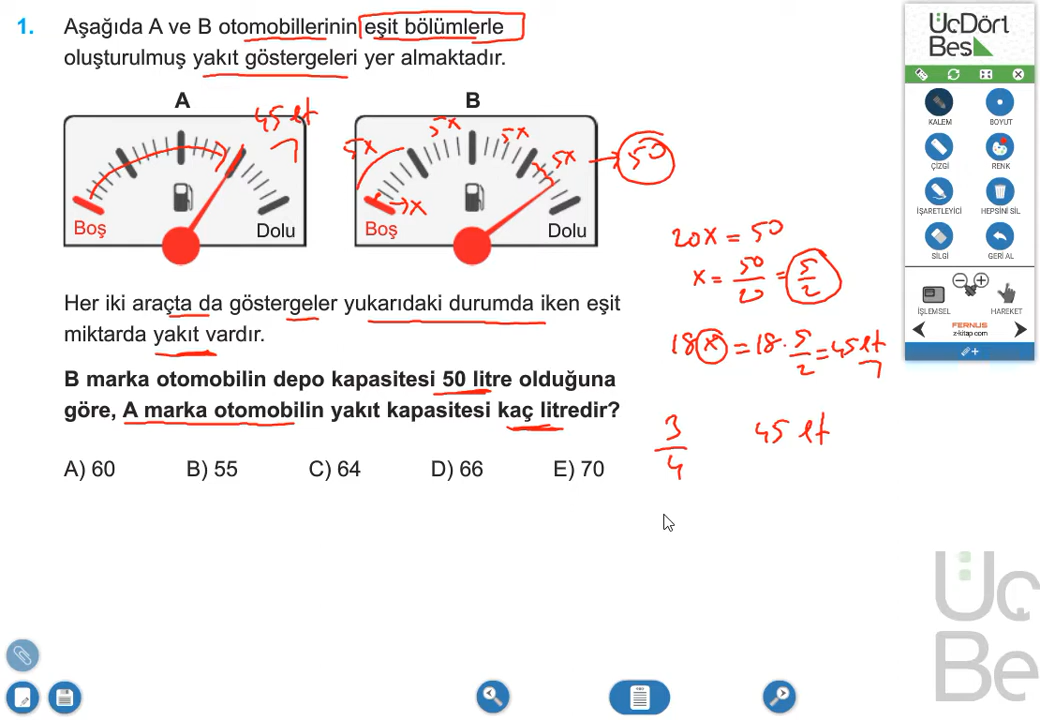 1. Aşağıda A ve B otomobillerinin eşit bölümlerle
oluşturulmuş yakıt göstergeleri yer almaktadır.
A
B
45 lt
5x
5x
5x
5x
50
x
Boş
Dolu
Boş
Dolu
20x = 50
x = 50/20 = 5/2
18x = 18 . 5/2 = 45 lt
Her iki araçta da göstergeler yukarıdaki durumda iken eşit
miktarda yakıt vardır.
B marka otomobilin depo kapasitesi 50 litre olduğuna
göre, A marka otomobilin yakıt kapasitesi kaç litredir?
3/4 45 lt
A) 60 B) 55 C) 64 D) 66 E) 70
ÜçDört
Beş
KALEM
BOYUT
ÇİZGİ
RENK
İŞARETLEYİCİ
HEPSİNİ SİL
SİLGİ
GERİ AL
İŞLEMSEL
HAREKET
FERNUS
z-kitap.com
Üç
Be